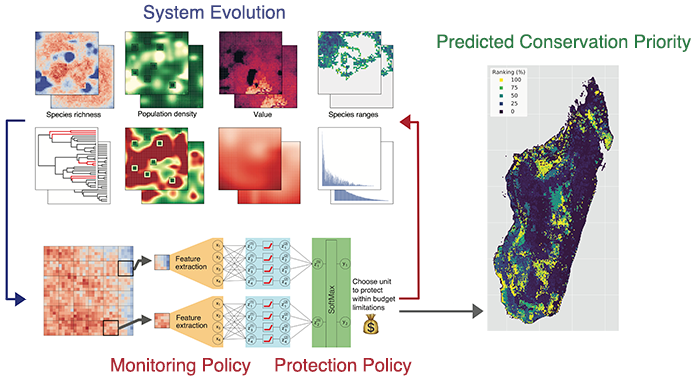 System Evolution
Species richness
Population density
Value
Species ranges
Predicted Conservation Priority
Ranking (%)
100
75
50
25
0
Feature
extraction
Feature
extraction
SoftMax
Choose unit
to protect
within budget
limitations
$
Monitoring Policy
Protection Policy